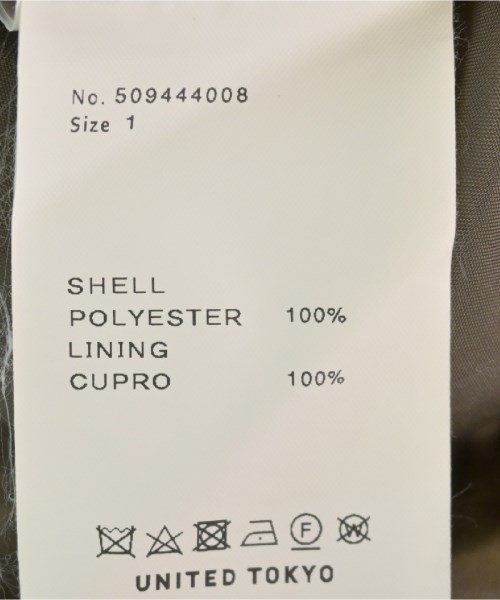 No. 509444008
Size 1
SHELL
POLYESTER 100%
LINING
CUPRO 100%
F W
UNITED TOKYO